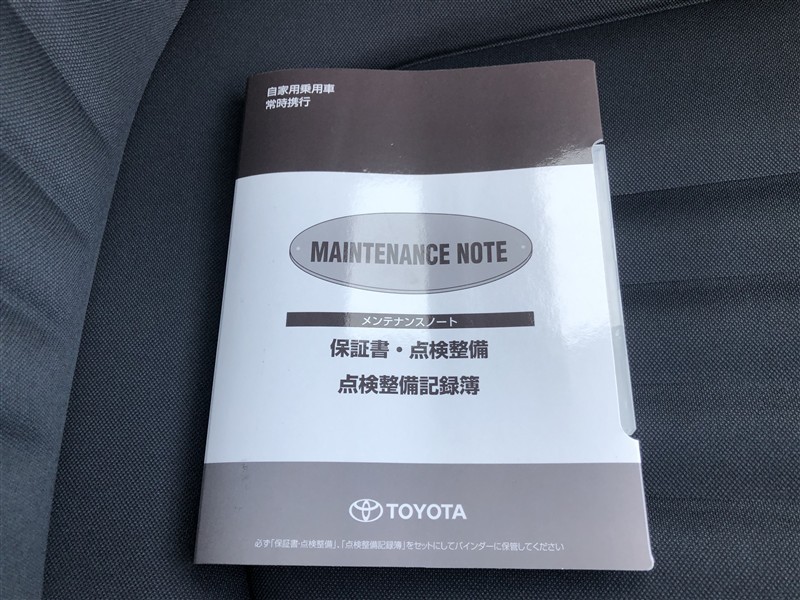 自家用乗用車
常時携行
MAINTENANCE NOTE
メンテナンスノート
保証書・点検整備
点検整備記録簿
TOYOTA
必ず「保証書・点検整備」、「点検整備記録簿」をセットにしてバインダーに保管してください